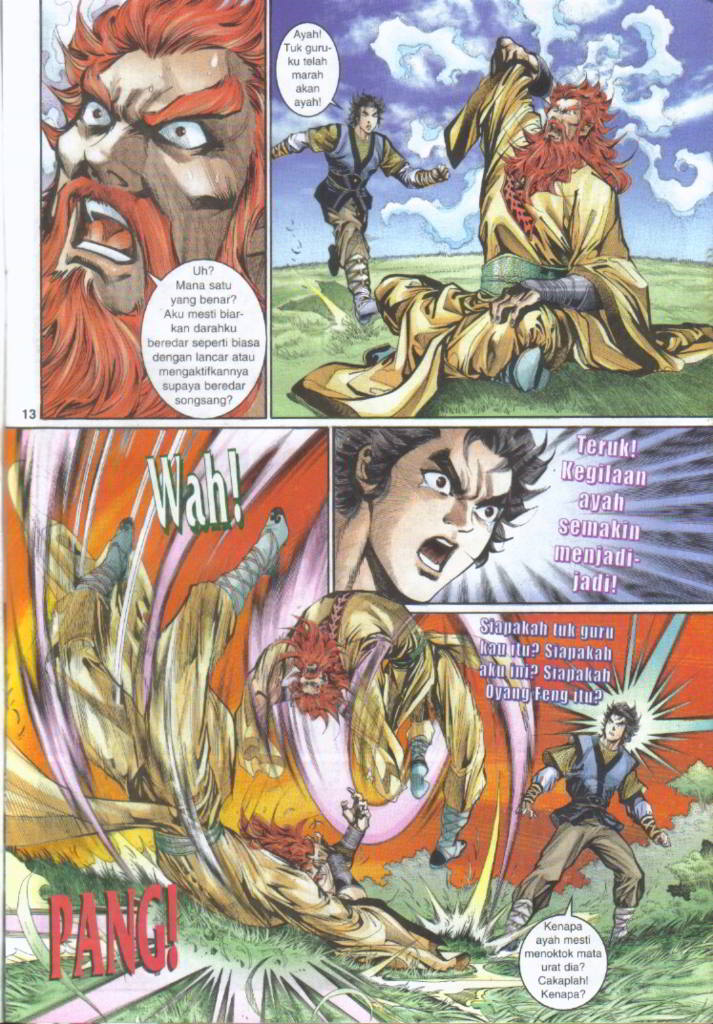 Uh?
Mana satu
yang benar?
Aku mesti biar-
kan darahku
beredar seperti biasa
dengan lancar atau
mengaktifkannya
supaya beredar
songsang?
Ayah!
Tuk guru-
ku telah
marah
akan
ayah!
13
Wah!
Teruk!
Kegilaan
ayah
semakin
menjadi-
jadi!
Siapakah tuk guru
kau itu? Siapakah
aku ini? Siapakah
Oyang Feng itu?
PANG!
Kenapa
ayah mesti
menoktok mata
urat dia?
Cakaplah!
Kenapa?